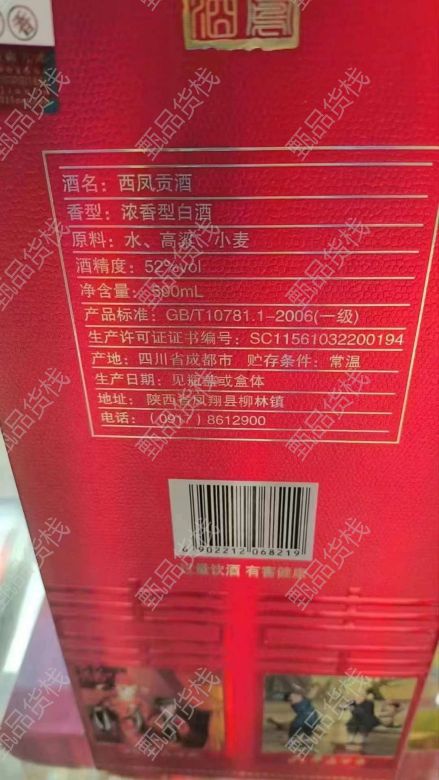 酒名：西凤贡酒
香型：浓香型白酒
原料：水、高粱、小麦
酒精度：52%vol
净含量：500mL
产品标准：GB/T10781.1-2006(一级)
生产许可证证书编号：SC11561032200194
产地：四川省成都市 贮存条件：常温
生产日期：见瓶盖或盒体
地址：陕西省凤翔县柳林镇
电话：(0917)8612900
6902212068219
过量饮酒 有害健康
甄品货栈